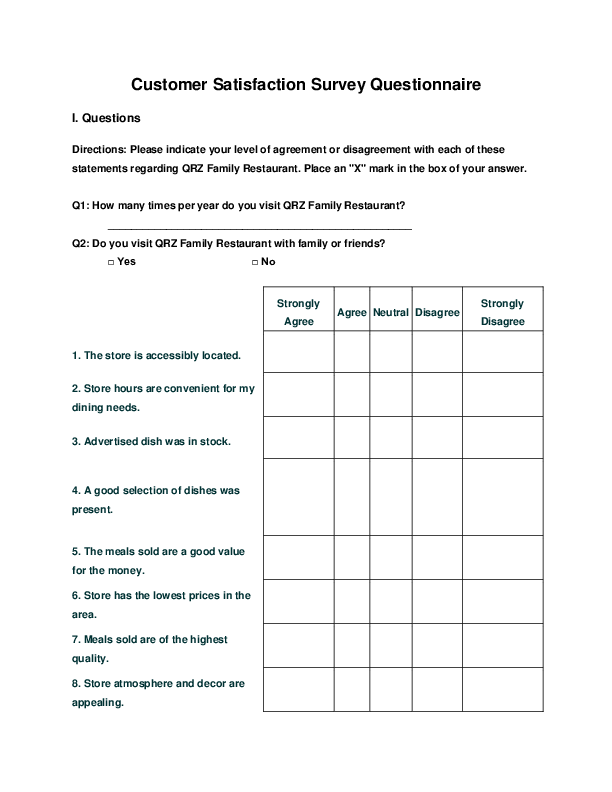 Customer Satisfaction Survey Questionnaire
I. Questions
Directions: Please indicate your level of agreement or disagreement with each of these
statements regarding QRZ Family Restaurant. Place an "X" mark in the box of your answer.
Q1: How many times per year do you visit QRZ Family Restaurant?
Q2: Do you visit QRZ Family Restaurant with family or friends?
□ Yes □ No
Strongly
Agree
Agree
Neutral
Disagree
Strongly
Disagree
1. The store is accessibly located.
2. Store hours are convenient for my
dining needs.
3. Advertised dish was in stock.
4. A good selection of dishes was
present.
5. The meals sold are a good value
for the money.
6. Store has the lowest prices in the
area.
7. Meals sold are of the highest
quality.
8. Store atmosphere and decor are
appealing.